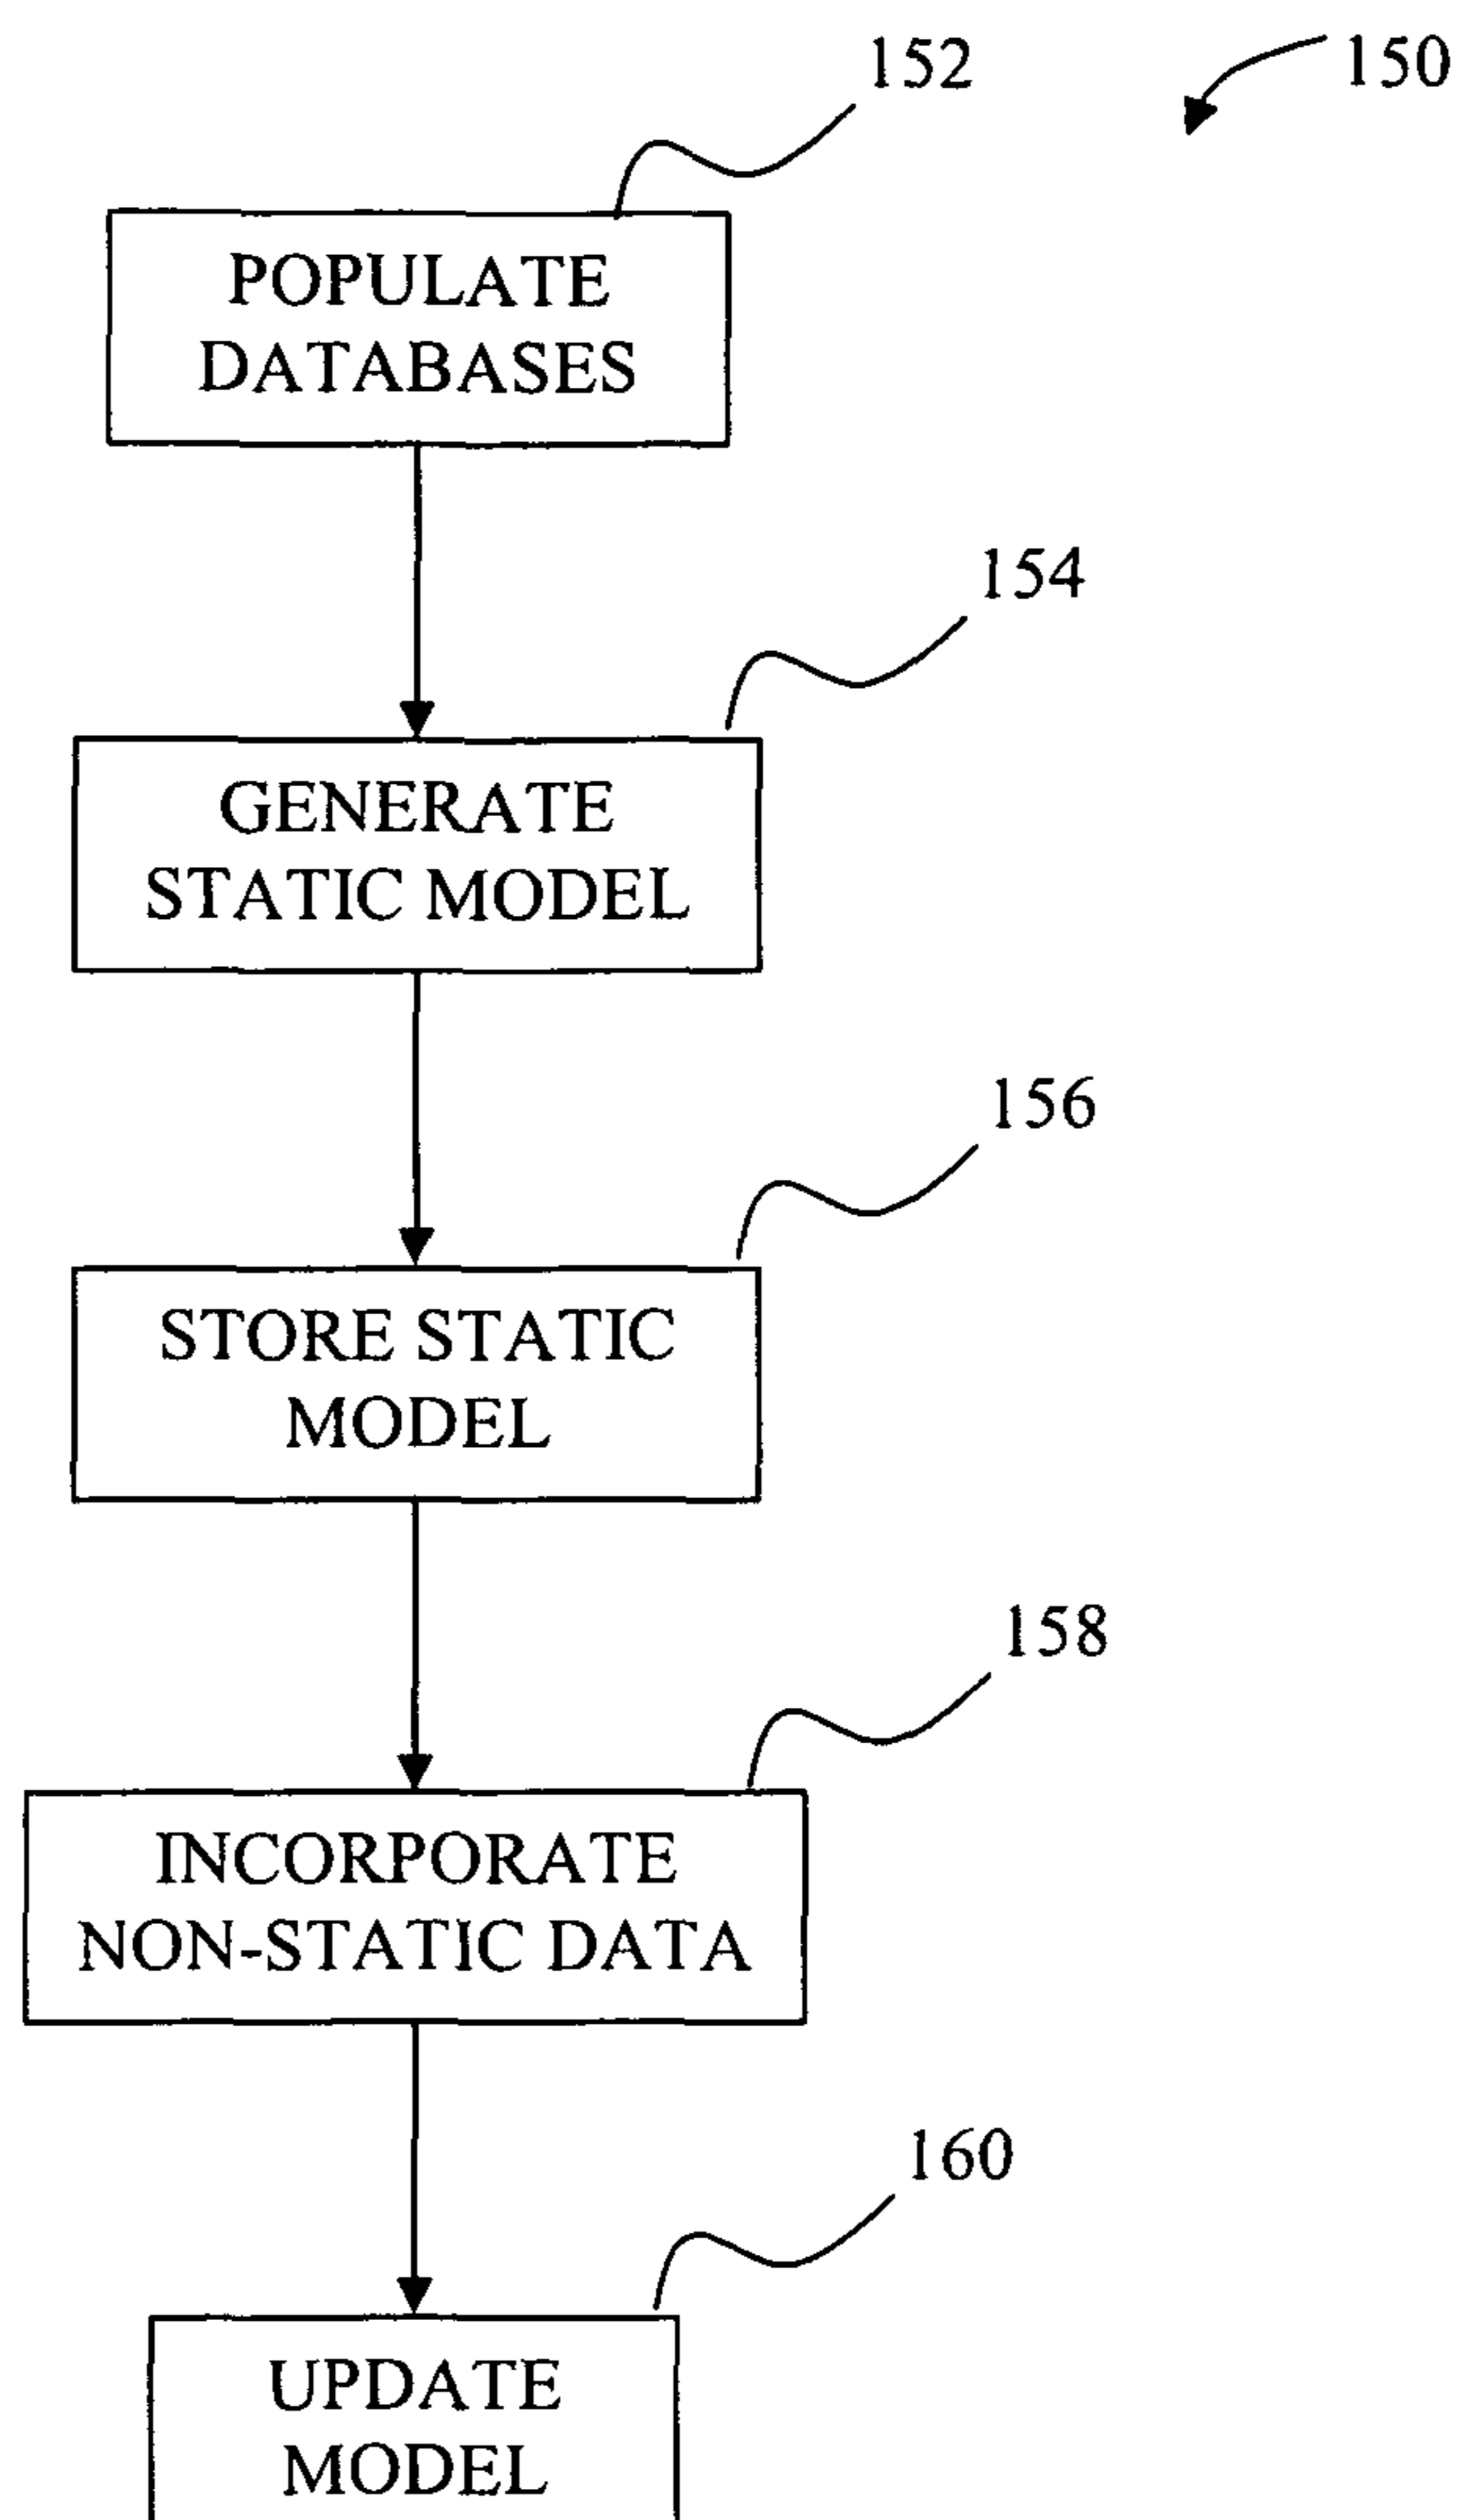 152
150
POPULATE
DATABASES
154
GENERATE
STATIC MODEL
156
STORE STATIC
MODEL
158
INCORPORATE
NON-STATIC DATA
160
UPDATE
MODEL